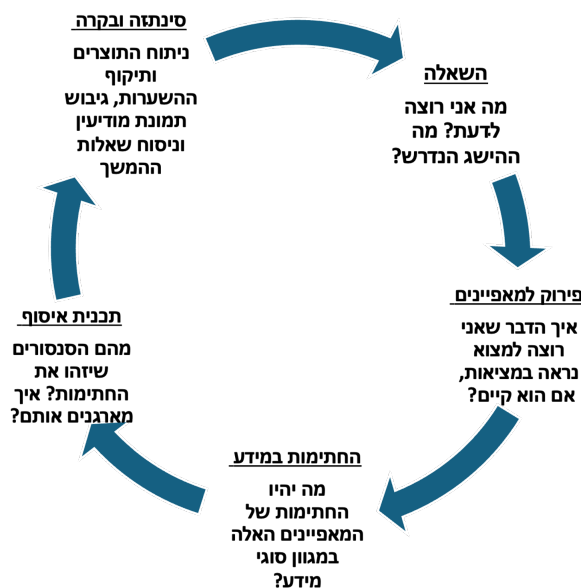 השאלה
מה אני רוצה
לדעת? מה
ההישג הנדרש?
פירוק למאפיינים
איך הדבר שאני
רוצה למצוא
נראה במציאות,
אם הוא קיים?
החתימות במידע
מה יהיו
החתימות של
המאפיינים האלה
במגוון סוגי
מידע?
תכנית איסוף
מהם הסנסורים
שיזהו את
החתימות? איך
מארגנים אותם?
סינתזה ובקרה
ניתוח התוצרים
ותיקוף
ההשערות, גיבוש
תמונת מודיעין
וניסוח שאלות
ההמשך